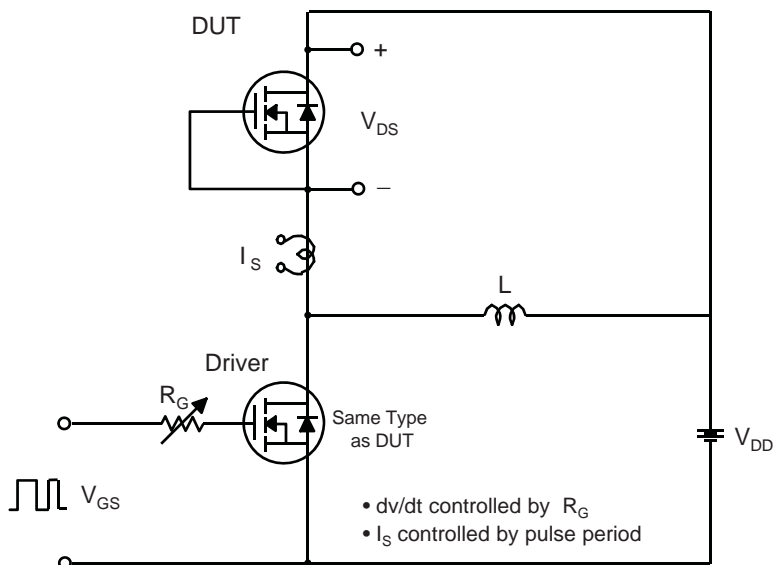 DUT
+
V_DS
−
I_S
L
Driver
R_G
Same Type
as DUT
V_DD
V_GS
• dv/dt controlled by R_G
• I_S controlled by pulse period